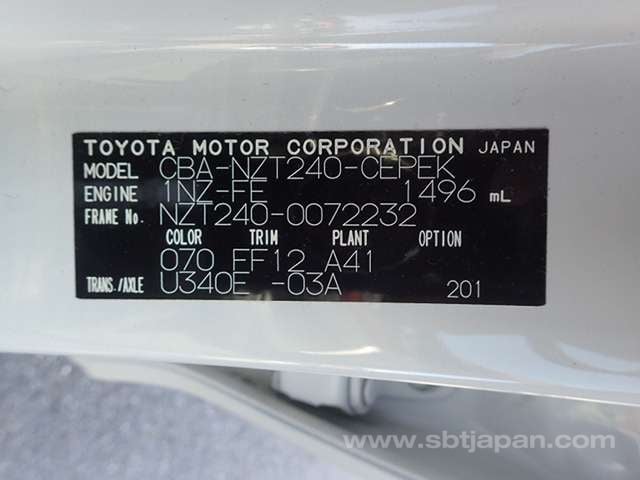 TOYOTA MOTOR CORPORATION JAPAN
MODEL CBA-NZT240-CEPEK
ENGINE 1NZ-FE 1496 mL
FRAME No. NZT240-0072232
COLOR TRIM PLANT OPTION
070 FF12 A41
TRANS./AXLE U340E -03A 201
www.sbtjapan.com